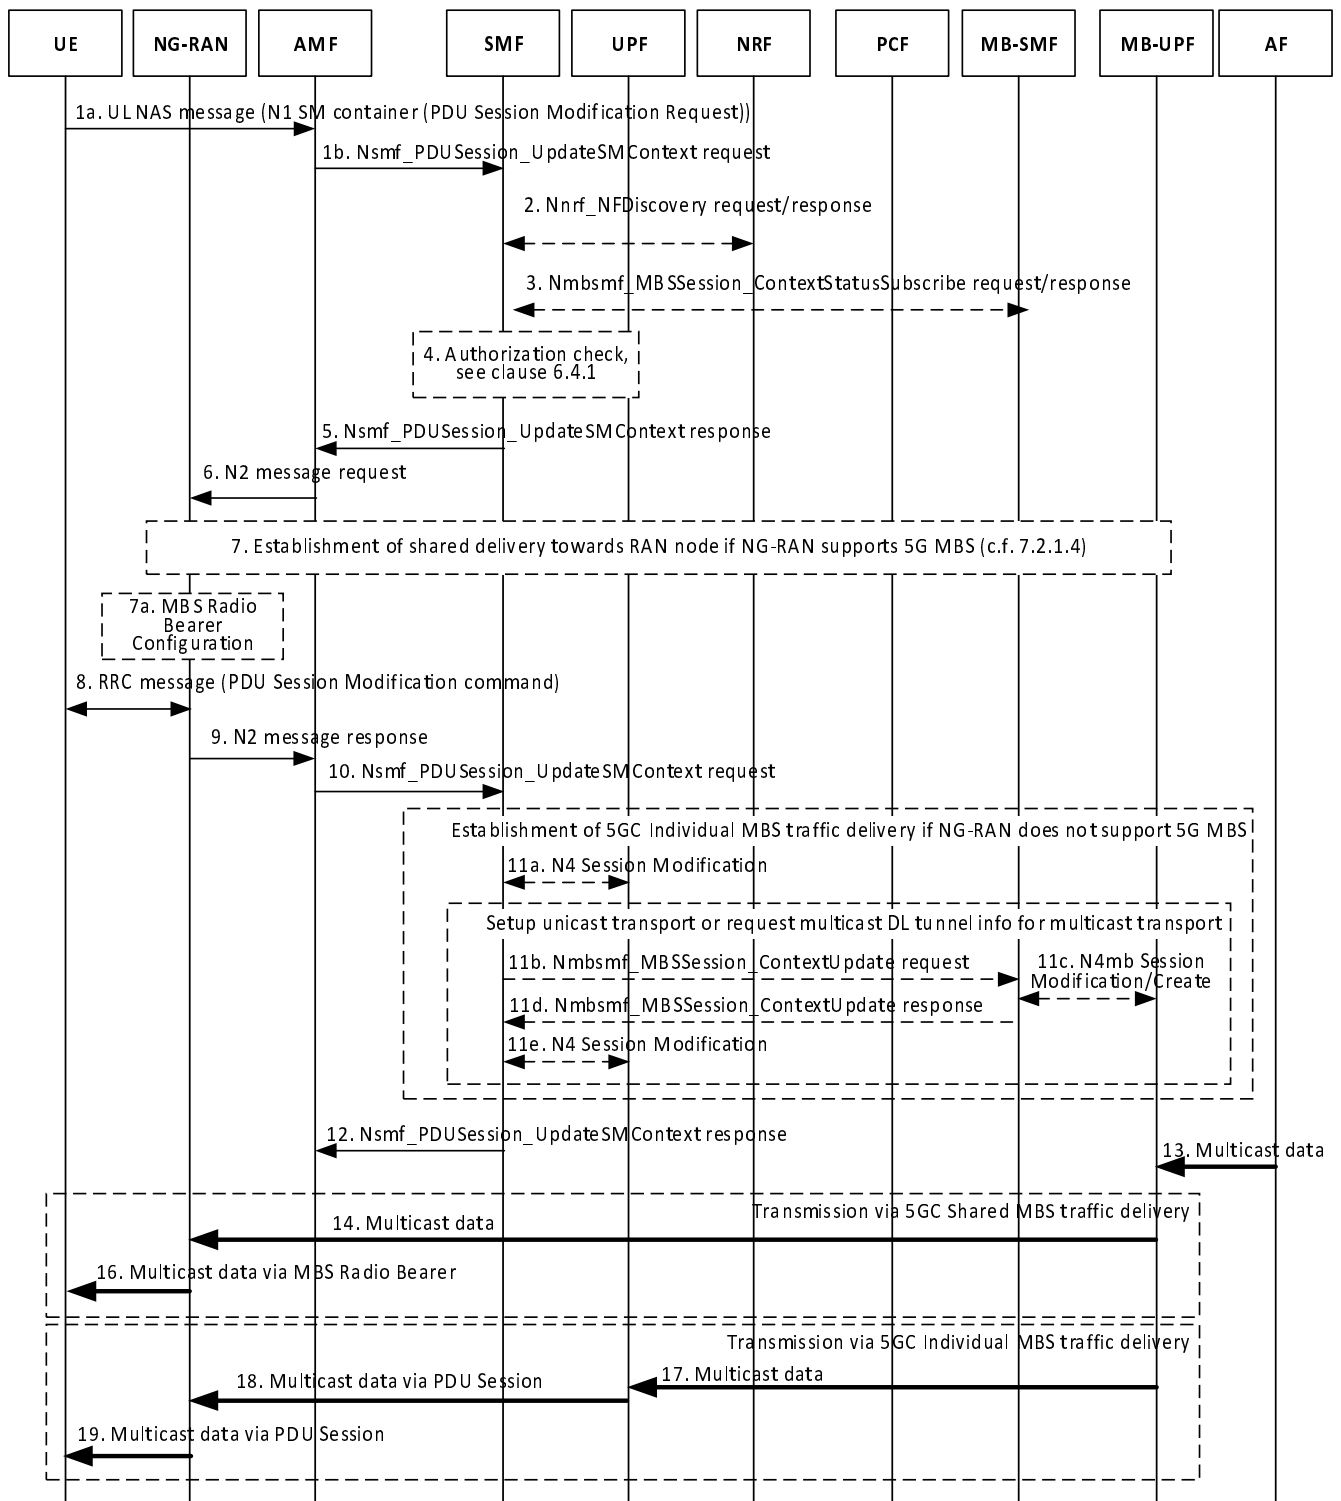 UE
NG-RAN
AMF
SMF
UPF
NRF
PCF
MB-SMF
MB-UPF
AF
1a. UL NAS message (N1 SM container (PDU Session Modification Request))
1b. Nsmf_PDUSession_UpdateSMContext request
2. Nnrf_NFDiscovery request/response
3. Nmbsmf_MBSSession_ContextStatusSubscribe request/response
4. Authorization check,
see clause 6.4.1
5. Nsmf_PDUSession_UpdateSMContext response
6. N2 message request
7. Establishment of shared delivery towards RAN node if NG-RAN supports 5G MBS (c.f. 7.2.1.4)
7a. MBS Radio
Bearer
Configuration
8. RRC message (PDU Session Modification command)
9. N2 message response
10. Nsmf_PDUSession_UpdateSMContext request
Establishment of 5GC Individual MBS traffic delivery if NG-RAN does not support 5G MBS
11a. N4 Session Modification
Setup unicast transport or request multicast DL tunnel info for multicast transport
11b. Nmbsmf_MBSSession_ContextUpdate request
11c. N4mb Session
Modification/Create
11d. Nmbsmf_MBSSession_ContextUpdate response
11e. N4 Session Modification
12. Nsmf_PDUSession_UpdateSMContext response
13. Multicast data
Transmission via 5GC Shared MBS traffic delivery
14. Multicast data
16. Multicast data via MBS Radio Bearer
Transmission via 5GC Individual MBS traffic delivery
17. Multicast data
18. Multicast data via PDU Session
19. Multicast data via PDU Session